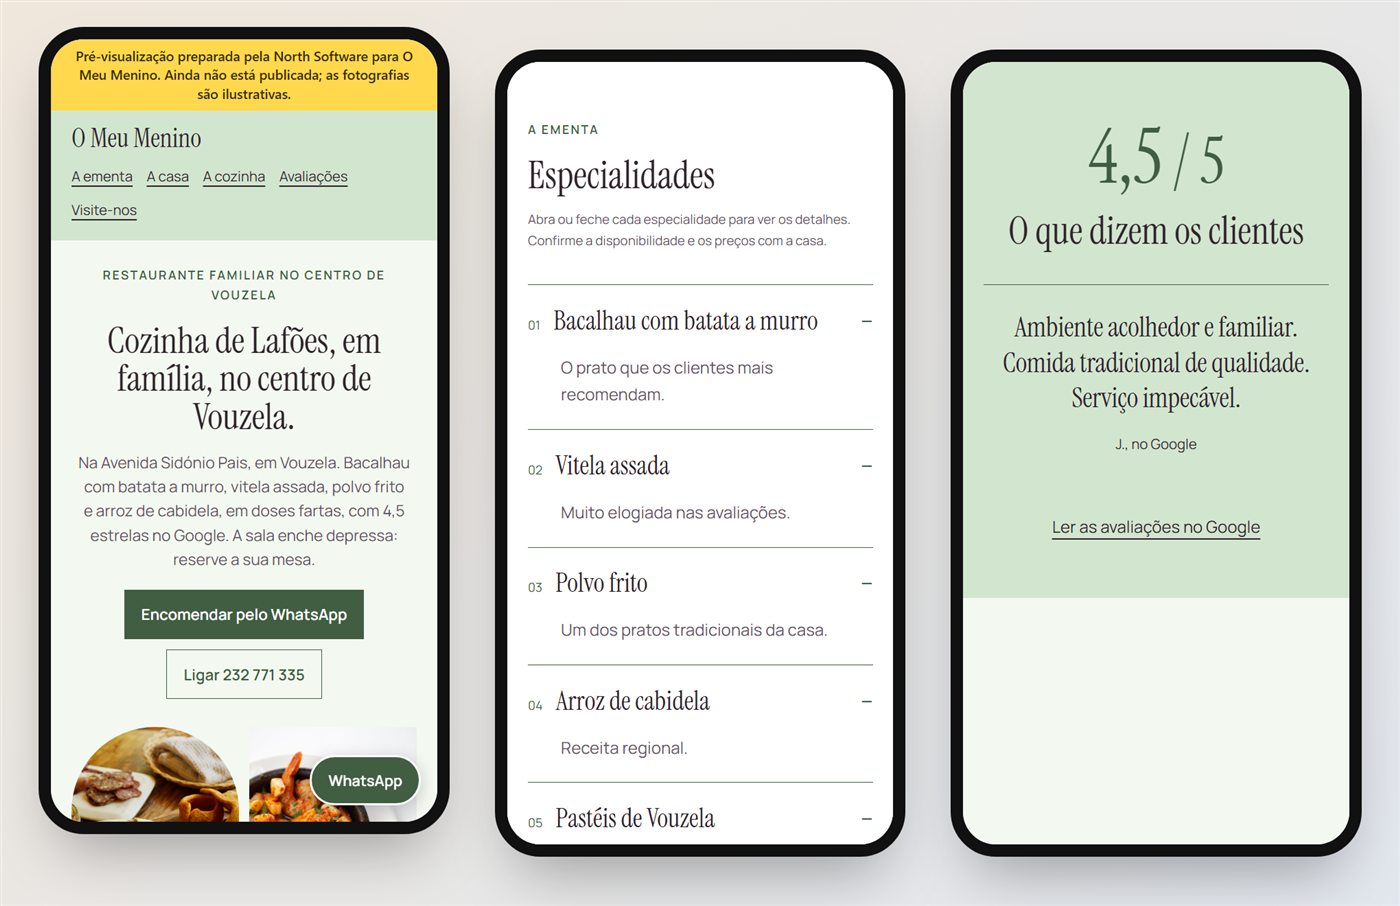 Pré-visualização preparada pela North Software para O
Meu Menino. Ainda não está publicada; as fotografias
são ilustrativas.
O Meu Menino
A ementa A casa A cozinha Avaliações
Visite-nos
RESTAURANTE FAMILIAR NO CENTRO DE
VOUZELA
Cozinha de Lafões, em
família, no centro de
Vouzela.
Na Avenida Sidónio Pais, em Vouzela. Bacalhau
com batata a murro, vitela assada, polvo frito
e arroz de cabidela, em doses fartas, com 4,5
estrelas no Google. A sala enche depressa:
reserve a sua mesa.
Encomendar pelo WhatsApp
Ligar 232 771 335
WhatsApp
A EMENTA
Especialidades
Abra ou feche cada especialidade para ver os detalhes.
Confirme a disponibilidade e os preços com a casa.
01 Bacalhau com batata a murro −
O prato que os clientes mais
recomendam.
02 Vitela assada −
Muito elogiada nas avaliações.
03 Polvo frito −
Um dos pratos tradicionais da casa.
04 Arroz de cabidela −
Receita regional.
05 Pastéis de Vouzela −
4,5 / 5
O que dizem os clientes
Ambiente acolhedor e familiar.
Comida tradicional de qualidade.
Serviço impecável.
J., no Google
Ler as avaliações no Google